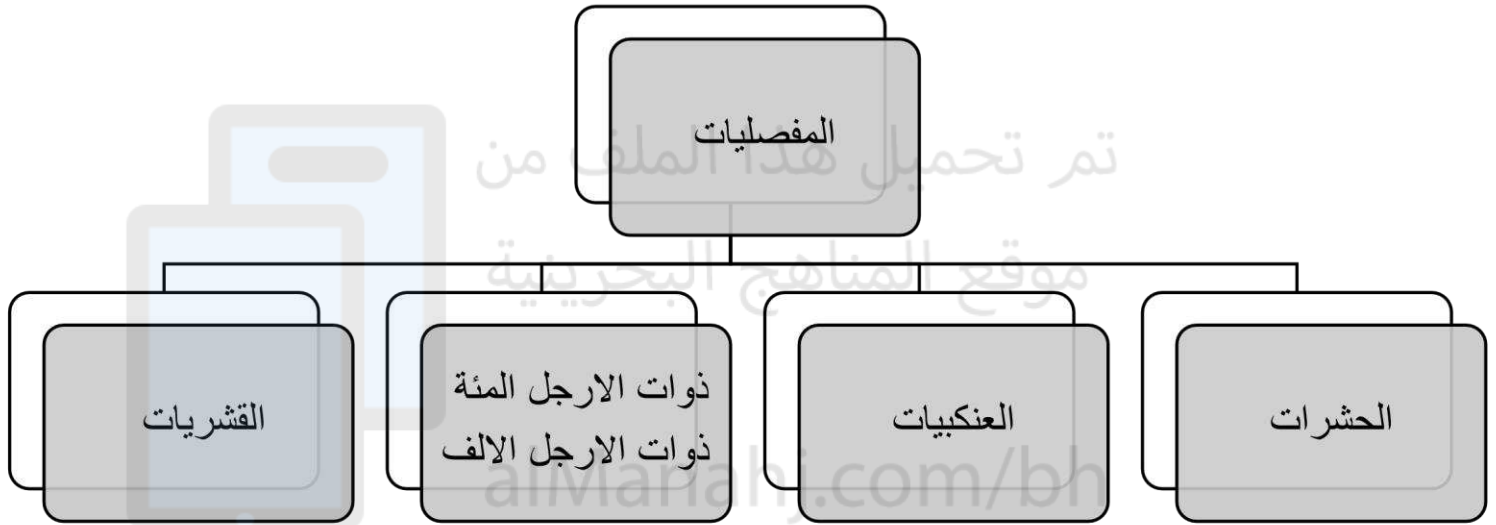 المفصليات
تم تحميل هذا الملف من
موقع المناهج البحرينية
الحشرات
العنكبيات
ذوات الارجل المئة
ذوات الارجل الالف
القشريات
alManahj.com/bh